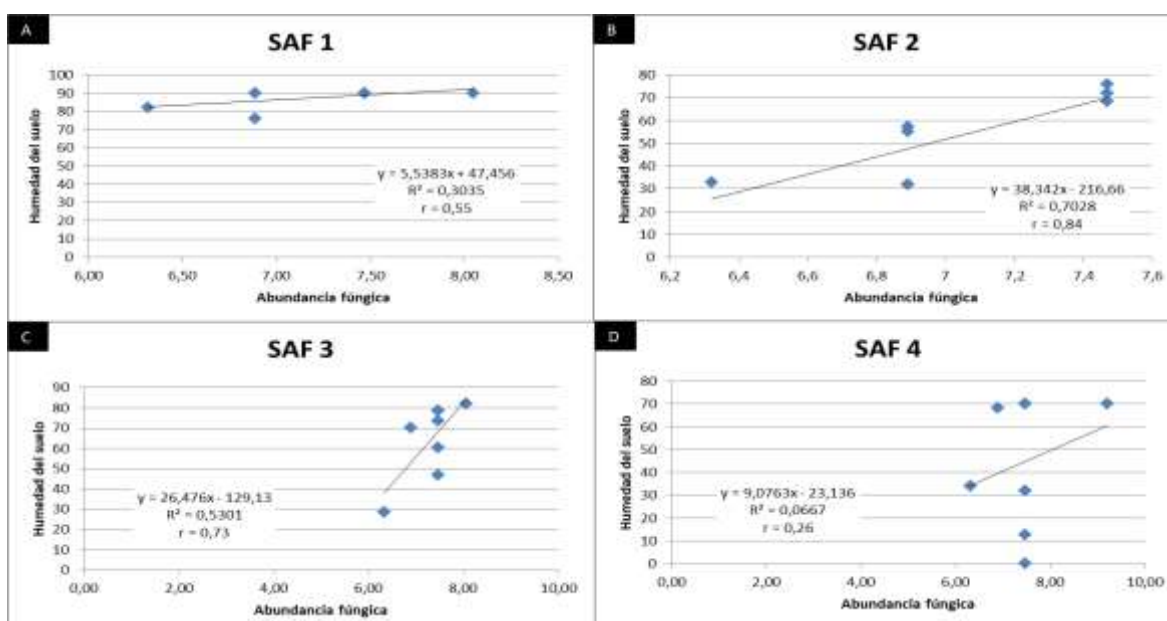 A
SAF 1
Humedad del suelo
100
90
80
70
60
50
40
30
20
10
0
y = 5,5383x + 47,456
R² = 0,3035
r = 0,55
6,00
6,50
7,00
7,50
8,00
8,50
Abundancia fúngica
B
SAF 2
Humedad del suelo
80
70
60
50
40
30
20
10
0
y = 38,342x - 216,66
R² = 0,7028
r = 0,84
6,2
6,4
6,6
6,8
7
7,2
7,4
7,6
Abundancia fúngica
C
SAF 3
Humedad del suelo
90
80
70
60
50
40
30
20
10
0
y = 26,476x - 129,13
R² = 0,5301
r = 0,73
0,00
2,00
4,00
6,00
8,00
10,00
Abundancia fúngica
D
SAF 4
Humedad del suelo
80
70
60
50
40
30
20
10
0
y = 9,0763x - 23,136
R² = 0,0667
r = 0,26
0,00
2,00
4,00
6,00
8,00
10,00
Abundancia fúngica